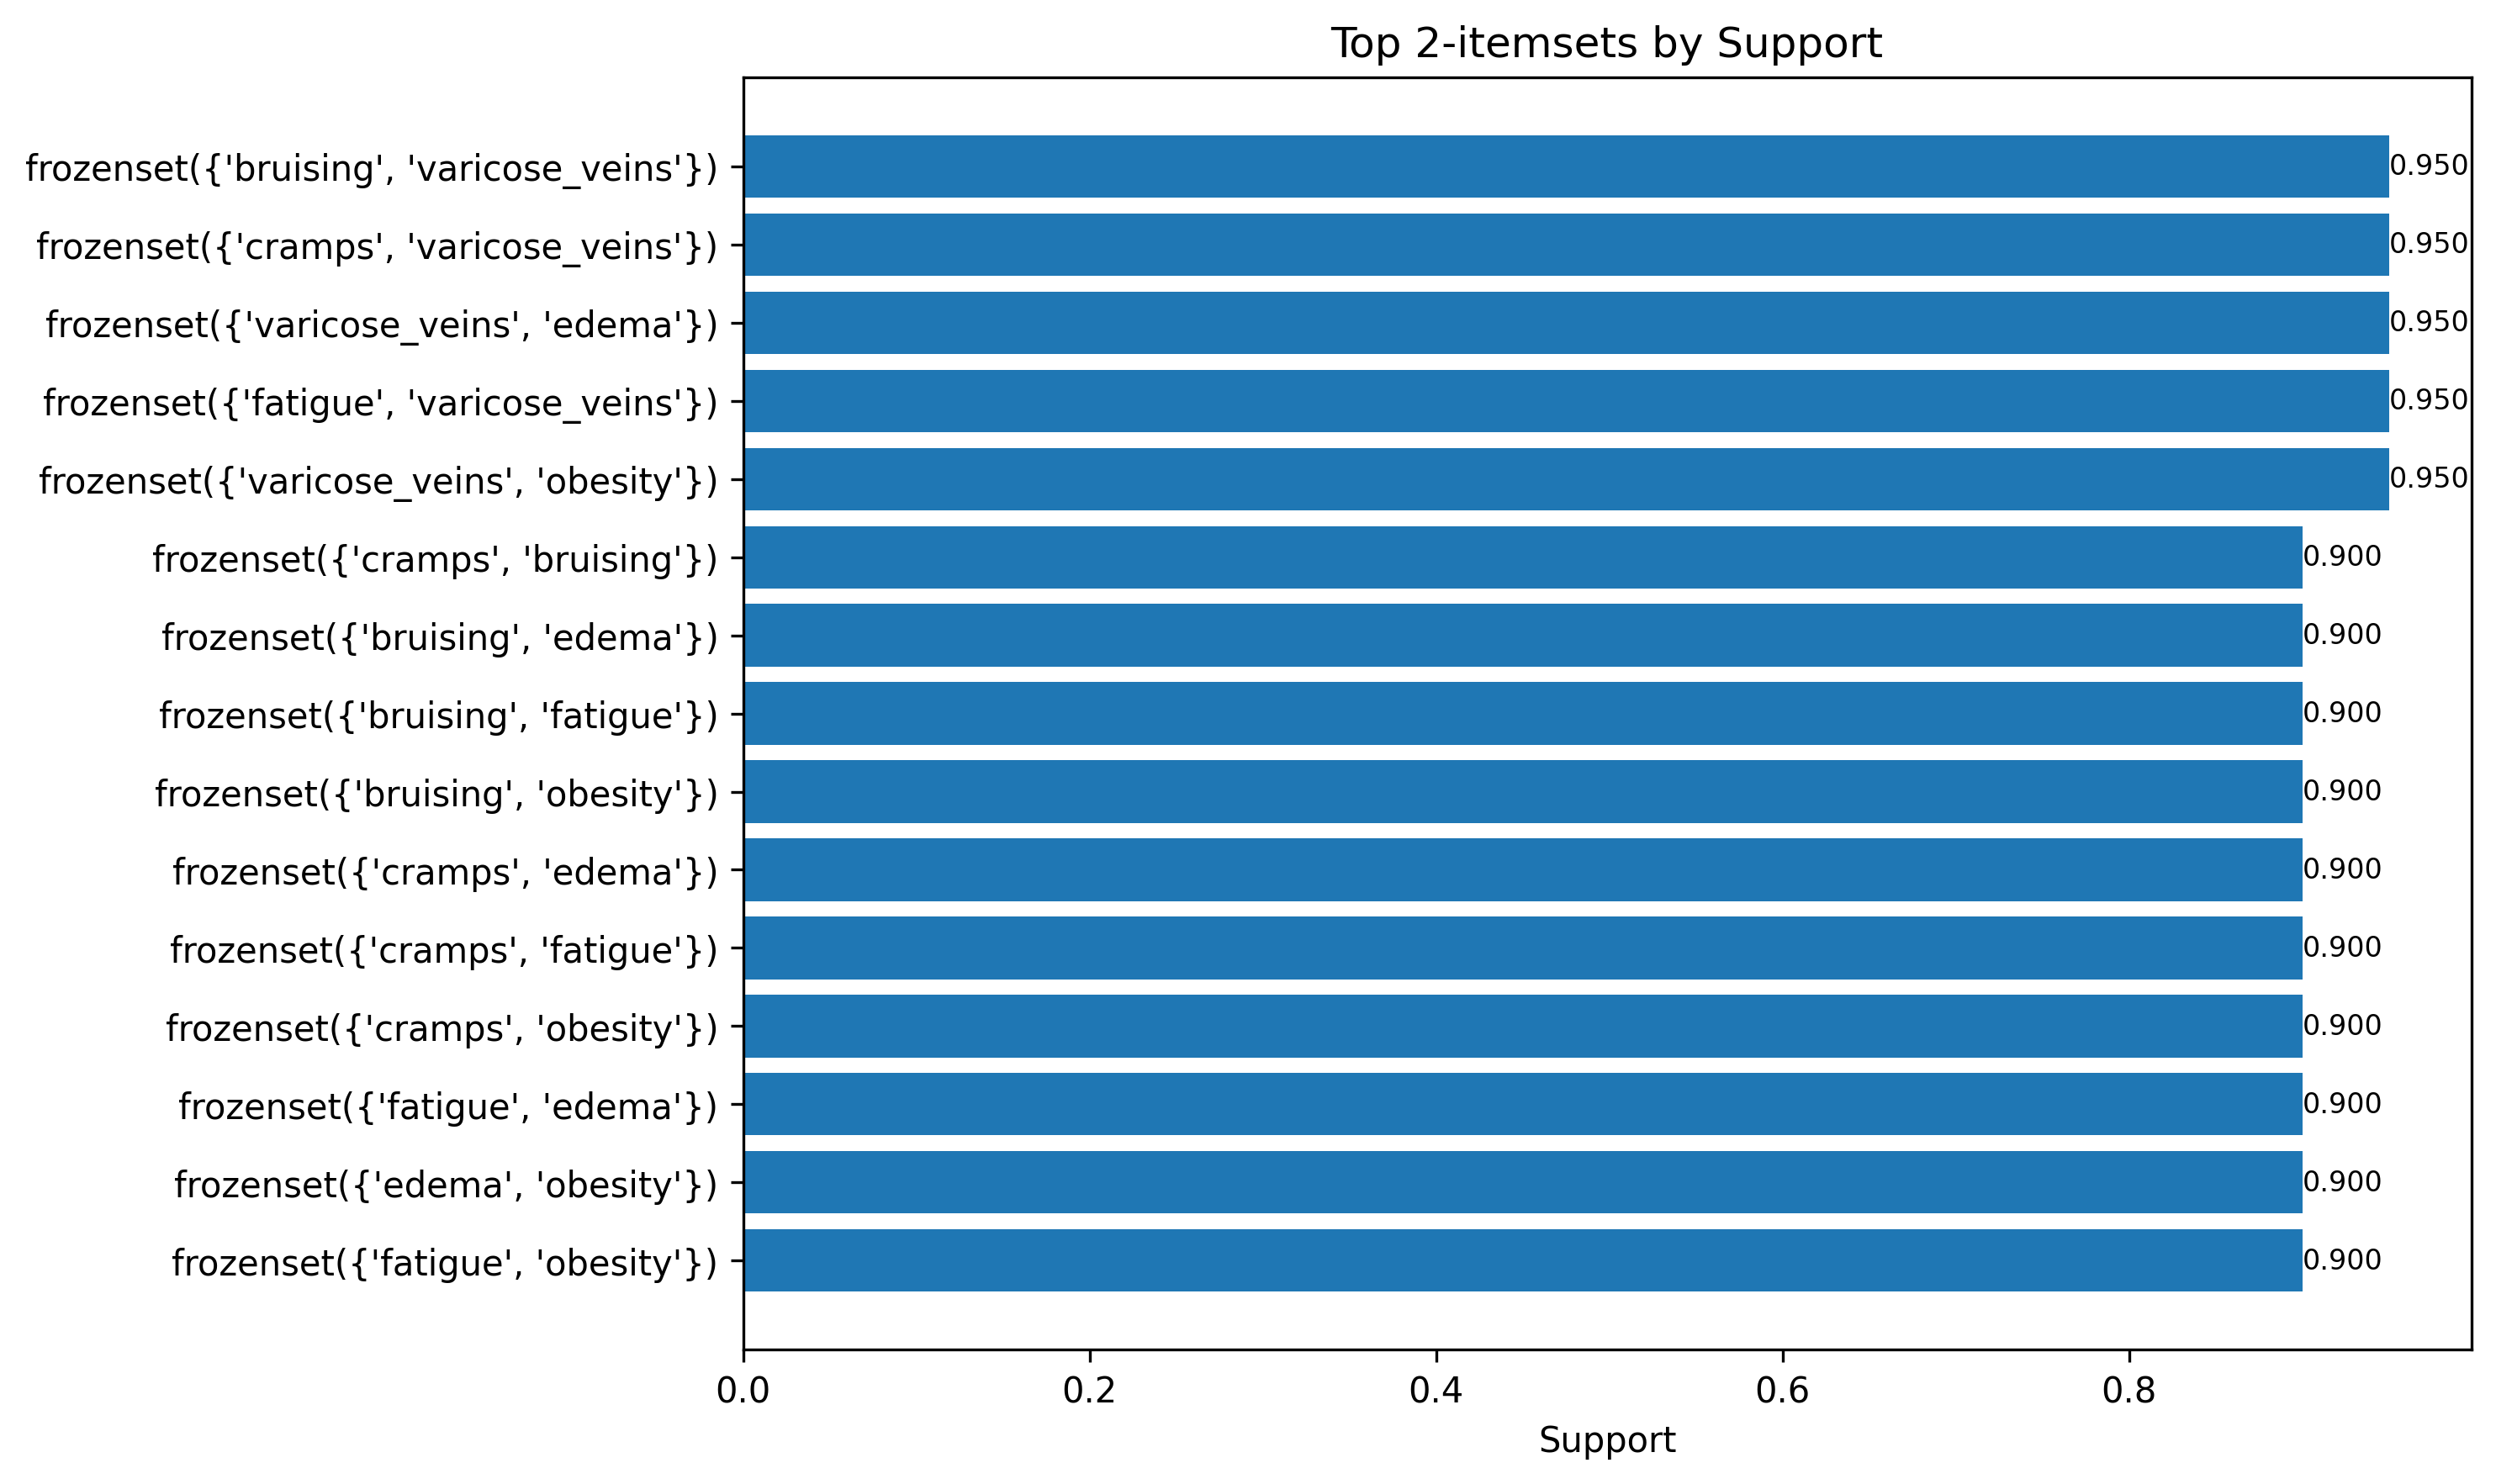 Top 2-itemsets by Support
frozenset({'bruising', 'varicose_veins'})
0.950
frozenset({'cramps', 'varicose_veins'})
0.950
frozenset({'varicose_veins', 'edema'})
0.950
frozenset({'fatigue', 'varicose_veins'})
0.950
frozenset({'varicose_veins', 'obesity'})
0.950
frozenset({'cramps', 'bruising'})
0.900
frozenset({'bruising', 'edema'})
0.900
frozenset({'bruising', 'fatigue'})
0.900
frozenset({'bruising', 'obesity'})
0.900
frozenset({'cramps', 'edema'})
0.900
frozenset({'cramps', 'fatigue'})
0.900
frozenset({'cramps', 'obesity'})
0.900
frozenset({'fatigue', 'edema'})
0.900
frozenset({'edema', 'obesity'})
0.900
frozenset({'fatigue', 'obesity'})
0.900
0.0 0.2 0.4 0.6 0.8
Support